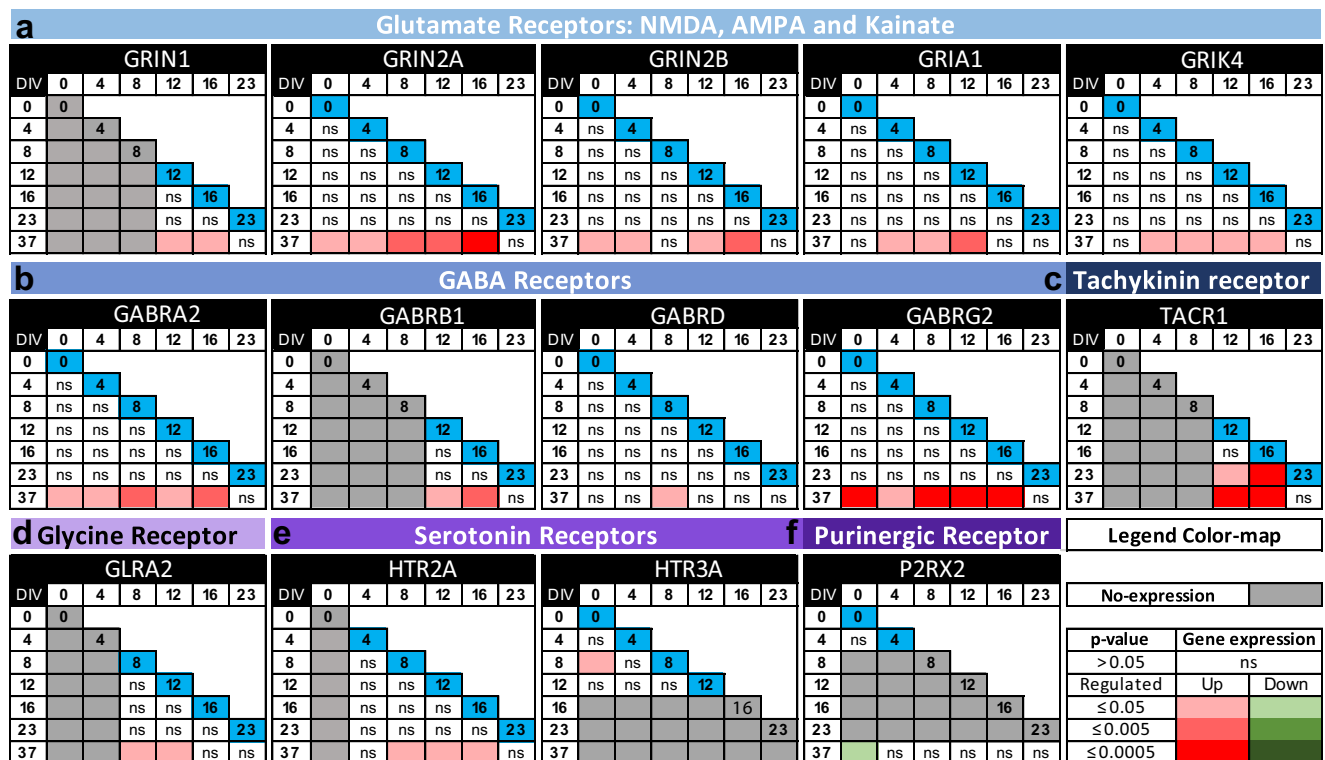 a Glutamate Receptors: NMDA, AMPA and Kainate
GRIN1 GRIN2A GRIN2B GRIA1 GRIK4
DIV 0 4 8 12 16 23 DIV 0 4 8 12 16 23 DIV 0 4 8 12 16 23 DIV 0 4 8 12 16 23 DIV 0 4 8 12 16 23
0 0 0 0 0 0 0 0 0 0
4 4 4 ns 4 4 ns 4 4 ns 4 4 ns 4
8 8 8 ns ns 8 8 ns ns 8 8 ns ns 8 8 ns ns 8
12 12 12 ns ns ns 12 12 ns ns ns 12 12 ns ns ns 12 12 ns ns ns 12
16 ns 16 16 ns ns ns ns 16 16 ns ns ns ns 16 16 ns ns ns ns 16 16 ns ns ns ns 16
23 ns ns 23 23 ns ns ns ns ns 23 23 ns ns ns ns ns 23 23 ns ns ns ns ns 23 23 ns ns ns ns ns 23
37 ns 37 ns 37 ns ns 37 ns ns 37 ns ns
b GABA Receptors c Tachykinin receptor
GABRA2 GABRB1 GABRD GABRG2 TACR1
DIV 0 4 8 12 16 23 DIV 0 4 8 12 16 23 DIV 0 4 8 12 16 23 DIV 0 4 8 12 16 23 DIV 0 4 8 12 16 23
0 0 0 0 0 0 0 0 0 0
4 ns 4 4 4 4 ns 4 4 ns 4 4 4
8 ns ns 8 8 8 8 ns ns 8 8 ns ns 8 8 8
12 ns ns ns 12 12 12 12 ns ns ns 12 12 ns ns ns 12 12 12
16 ns ns ns ns 16 16 ns 16 16 ns ns ns ns 16 16 ns ns ns ns 16 16 ns 16
23 ns ns ns ns ns 23 23 ns ns 23 23 ns ns ns ns ns 23 23 ns ns ns ns ns 23 23 23
37 ns 37 ns 37 ns ns ns ns ns 37 ns 37 ns
d Glycine Receptor e Serotonin Receptors f Purinergic Receptor Legend Color-map
GLRA2 HTR2A HTR3A P2RX2
DIV 0 4 8 12 16 23 DIV 0 4 8 12 16 23 DIV 0 4 8 12 16 23 DIV 0 4 8 12 16 23 No-expression
0 0 0 0 0 0 0 0
4 4 4 4 4 ns 4 4 ns 4 p-value Gene expression
8 8 8 ns 8 8 ns 8 8 8 >0.05 ns
12 ns 12 12 ns ns 12 12 ns ns ns 12 12 12 Regulated Up Down
16 ns ns 16 16 ns ns ns 16 16 16 16 16 ≤0.05
23 ns ns ns 23 23 ns ns ns ns 23 23 23 23 23 ≤0.005
37 ns ns 37 ns ns 37 37 ns ns ns ns ns ≤0.0005